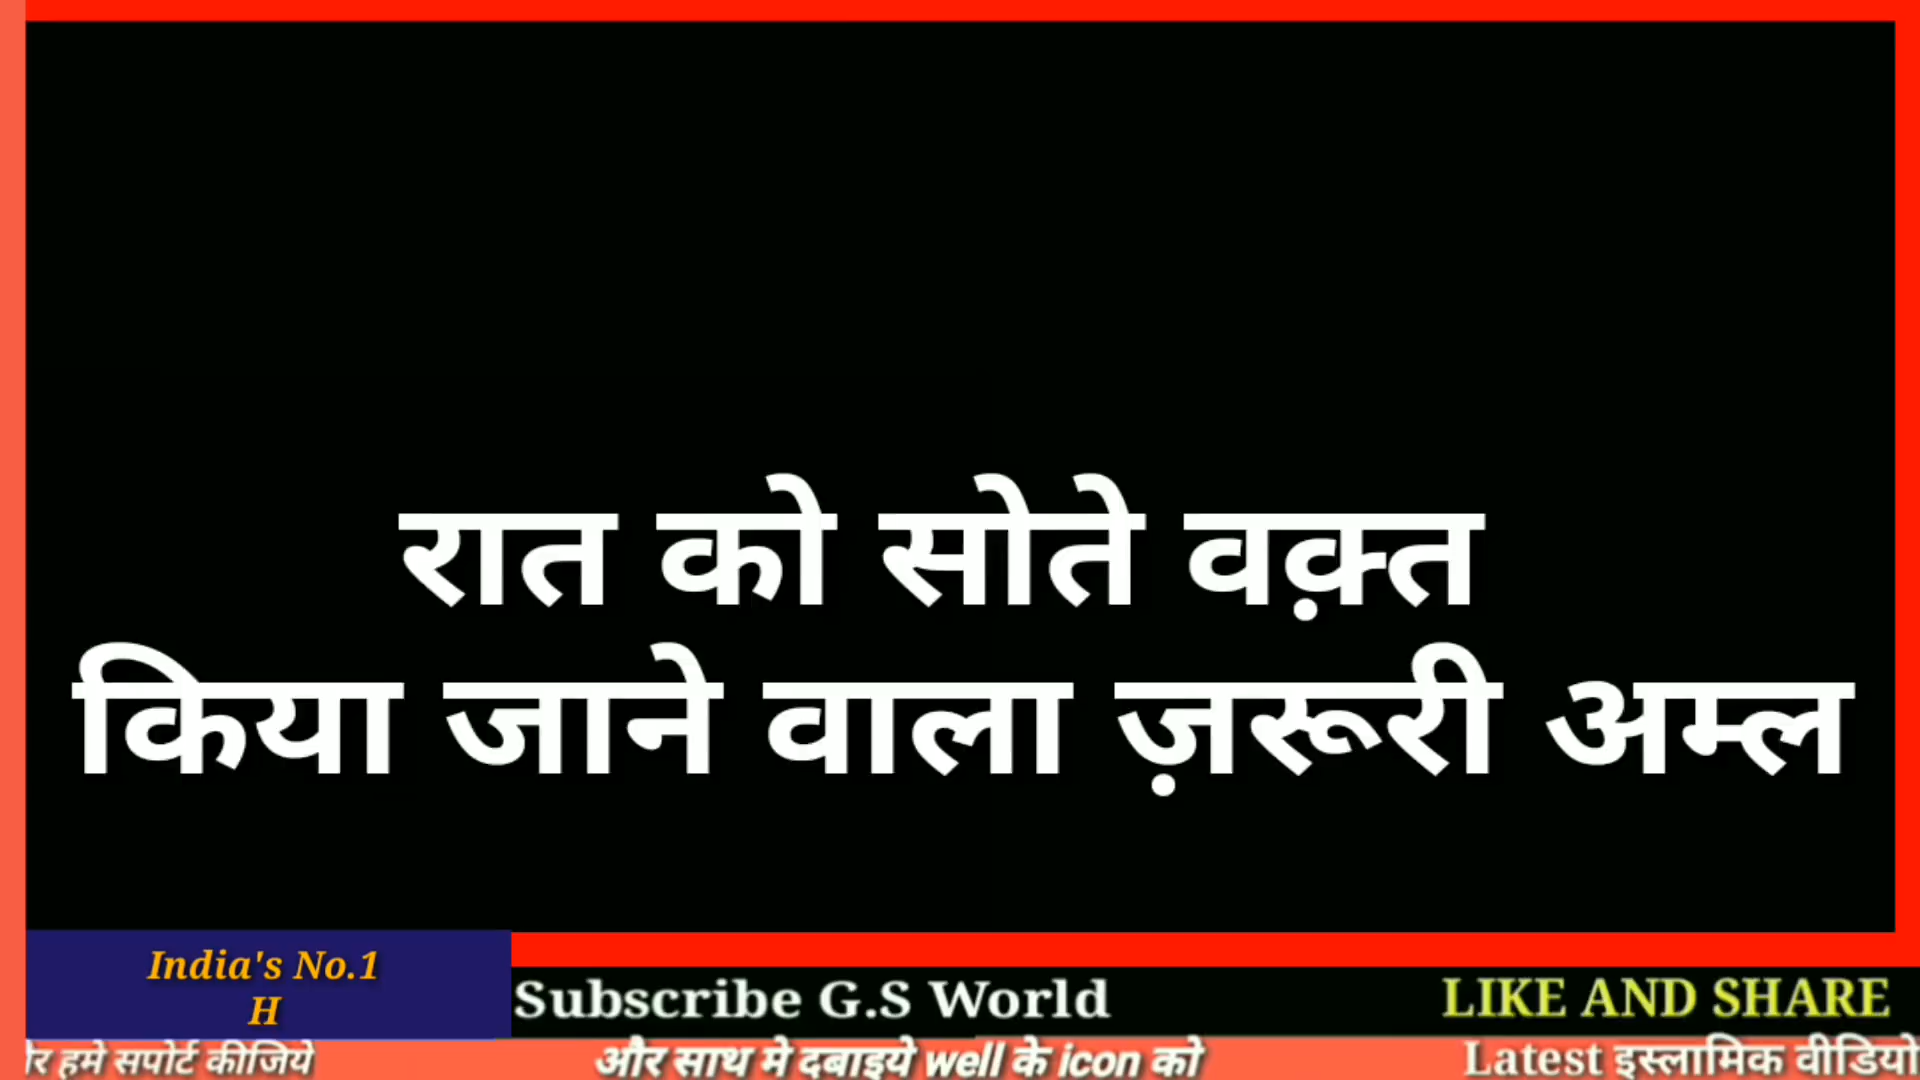 रात को सोते वक़्त
किया जाने वाला ज़रूरी अम्ल
India's No.1
H
Subscribe G.S World
LIKE AND SHARE
हमे सपोर्ट कीजिये
और साथ मे दबाइये well के icon को
Latest इस्लामिक वीडियो